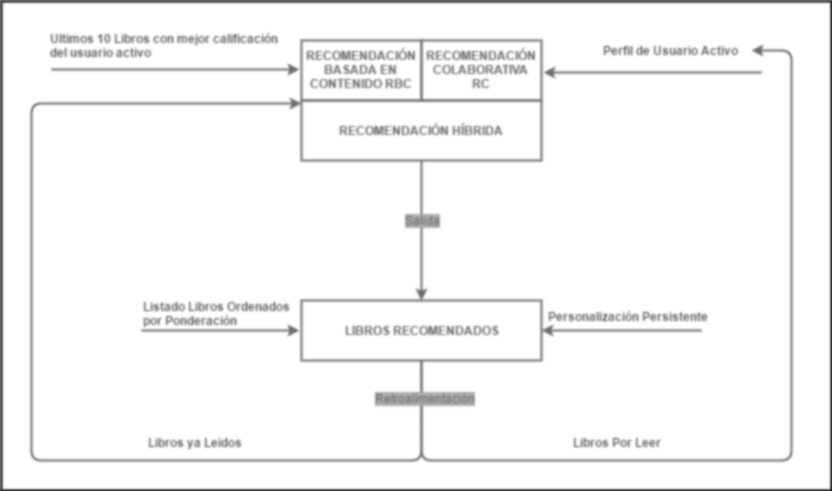 Ultimos 10 Libros con mejor calificación
del usuario activo
RECOMENDACIÓN
BASADA EN
CONTENIDO RBC
RECOMENDACIÓN
COLABORATIVA
RC
Perfil de Usuario Activo
RECOMENDACIÓN HÍBRIDA
Salida
Listado Libros Ordenados
por Ponderación
LIBROS RECOMENDADOS
Personalización Persistente
Retroalimentación
Libros ya Leídos
Libros Por Leer